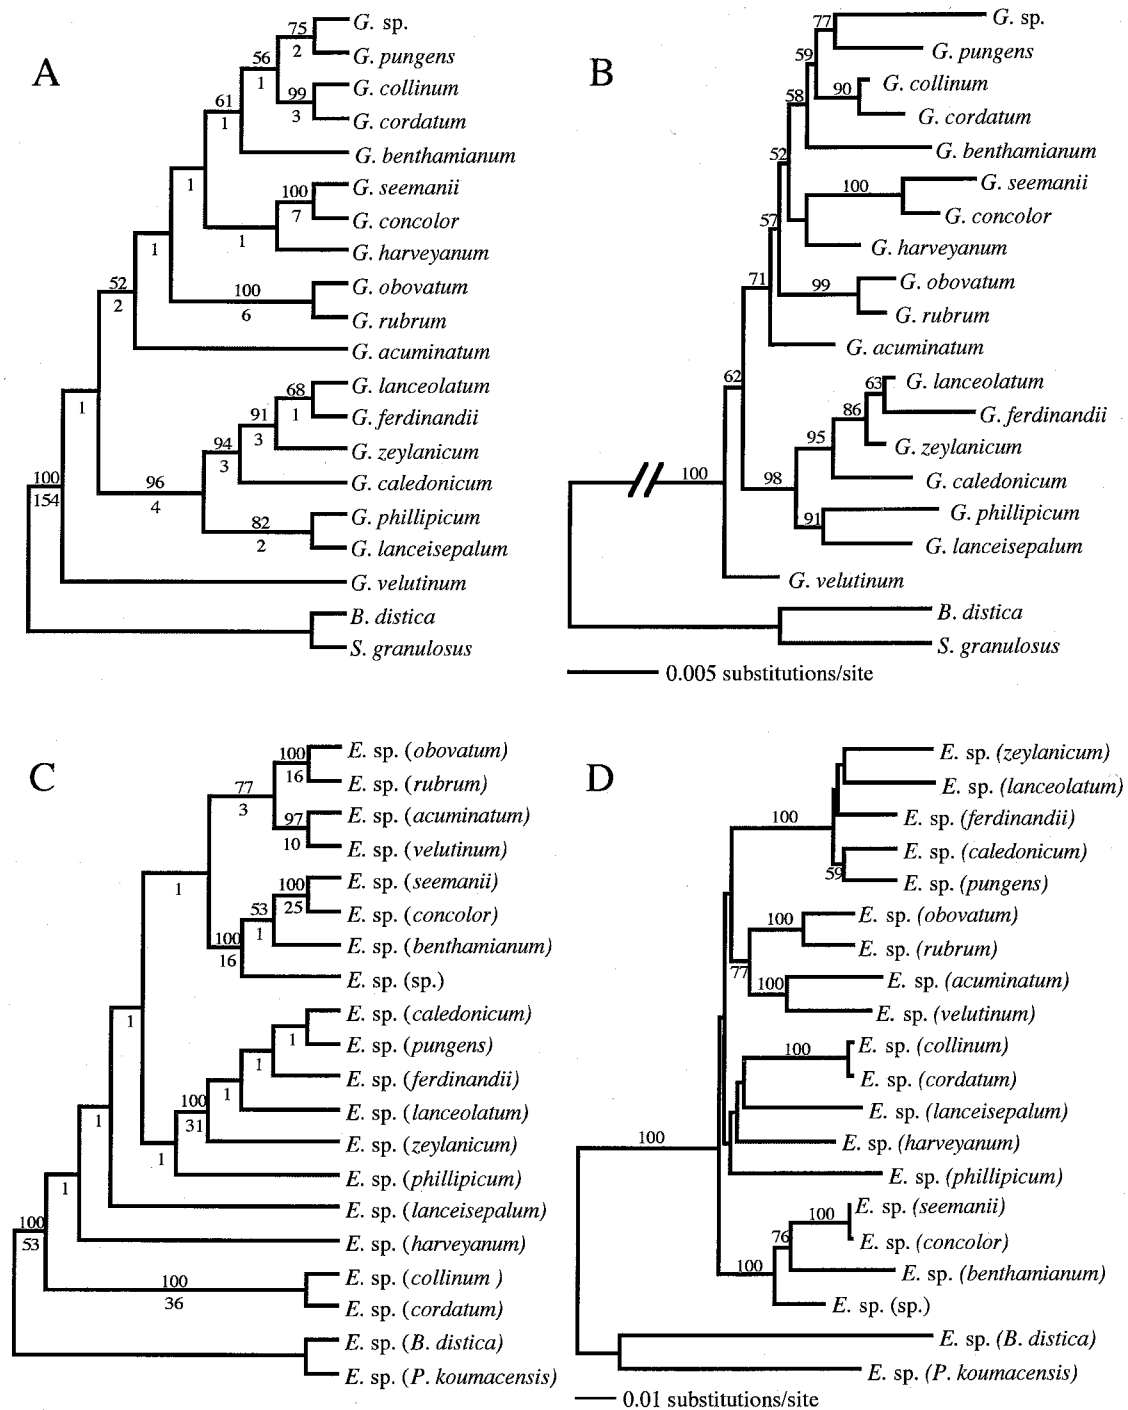 A
75
2
56
1
99
3
61
1
1
100
7
1
1
100
6
52
2
1
68
1
91
3
94
3
96
4
82
2
100
154
G. sp.
G. pungens
G. collinum
G. cordatum
G. benthamianum
G. seemanii
G. concolor
G. harveyanum
G. obovatum
G. rubrum
G. acuminatum
G. lanceolatum
G. ferdinandii
G. zeylanicum
G. caledonicum
G. phillipicum
G. lanceisepalum
G. velutinum
B. distica
S. granulosus
B
77
59
90
58
52
100
57
99
71
62
63
86
95
98
91
100
G. sp.
G. pungens
G. collinum
G. cordatum
G. benthamianum
G. seemanii
G. concolor
G. harveyanum
G. obovatum
G. rubrum
G. acuminatum
G. lanceolatum
G. ferdinandii
G. zeylanicum
G. caledonicum
G. phillipicum
G. lanceisepalum
G. velutinum
B. distica
S. granulosus
0.005 substitutions/site
C
100
16
77
3
97
10
1
100
25
53
1
100
16
1
1
1
1
100
31
1
1
1
100
53
100
36
E. sp. (obovatum)
E. sp. (rubrum)
E. sp. (acuminatum)
E. sp. (velutinum)
E. sp. (seemanii)
E. sp. (concolor)
E. sp. (benthamianum)
E. sp. (sp.)
E. sp. (caledonicum)
E. sp. (pungens)
E. sp. (ferdinandii)
E. sp. (lanceolatum)
E. sp. (zeylanicum)
E. sp. (phillipicum)
E. sp. (lanceisepalum)
E. sp. (harveyanum)
E. sp. (collinum )
E. sp. (cordatum)
E. sp. (B. distica)
E. sp. (P. koumacensis)
D
100
59
100
77
100
100
100
100
76
100
E. sp. (zeylanicum)
E. sp. (lanceolatum)
E. sp. (ferdinandii)
E. sp. (caledonicum)
E. sp. (pungens)
E. sp. (obovatum)
E. sp. (rubrum)
E. sp. (acuminatum)
E. sp. (velutinum)
E. sp. (collinum)
E. sp. (cordatum)
E. sp. (lanceisepalum)
E. sp. (harveyanum)
E. sp. (phillipicum)
E. sp. (seemanii)
E. sp. (concolor)
E. sp. (benthamianum)
E. sp. (sp.)
E. sp. (B. distica)
E. sp. (P. koumacensis)
0.01 substitutions/site